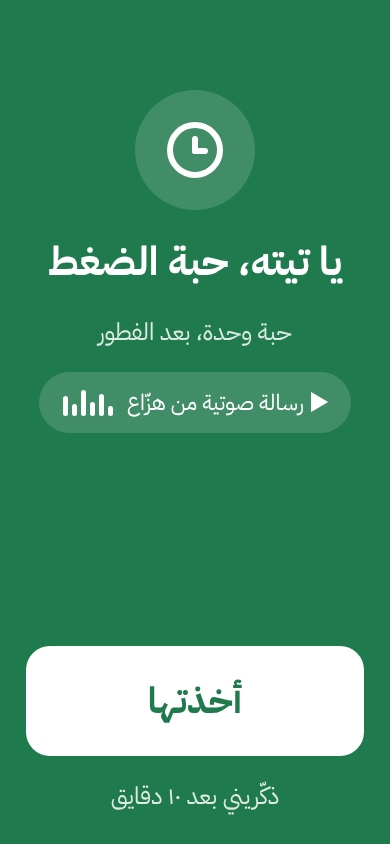 يا تيته، حبة الضغط
حبة وحدة، بعد الفطور
رسالة صوتية من هزّاع
أخذتها
ذكّريني بعد ١٠ دقايق